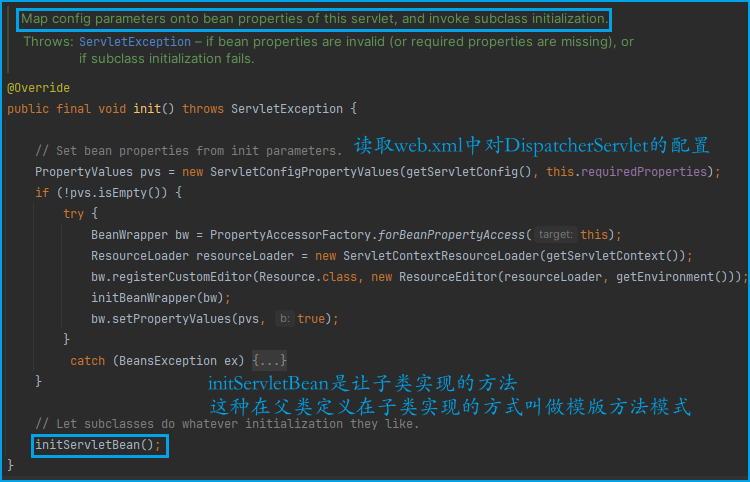 Map config parameters onto bean properties of this servlet, and invoke subclass initialization.
Throws: ServletException – if bean properties are invalid (or required properties are missing), or
if subclass initialization fails.
@Override
public final void init() throws ServletException {
// Set bean properties from init parameters. 读取web.xml中对DispatcherServlet的配置
PropertyValues pvs = new ServletConfigPropertyValues(getServletConfig(), this.requiredProperties);
if (!pvs.isEmpty()) {
try {
BeanWrapper bw = PropertyAccessorFactory.forBeanPropertyAccess( target: this);
ResourceLoader resourceLoader = new ServletContextResourceLoader(getServletContext());
bw.registerCustomEditor(Resource.class, new ResourceEditor(resourceLoader, getEnvironment()));
initBeanWrapper(bw);
bw.setPropertyValues(pvs, b: true);
}
catch (BeansException ex) {...}
}
initServletBean是让子类实现的方法
这种在父类定义在子类实现的方式叫做模版方法模式
// Let subclasses do whatever initialization they like.
initServletBean();
}